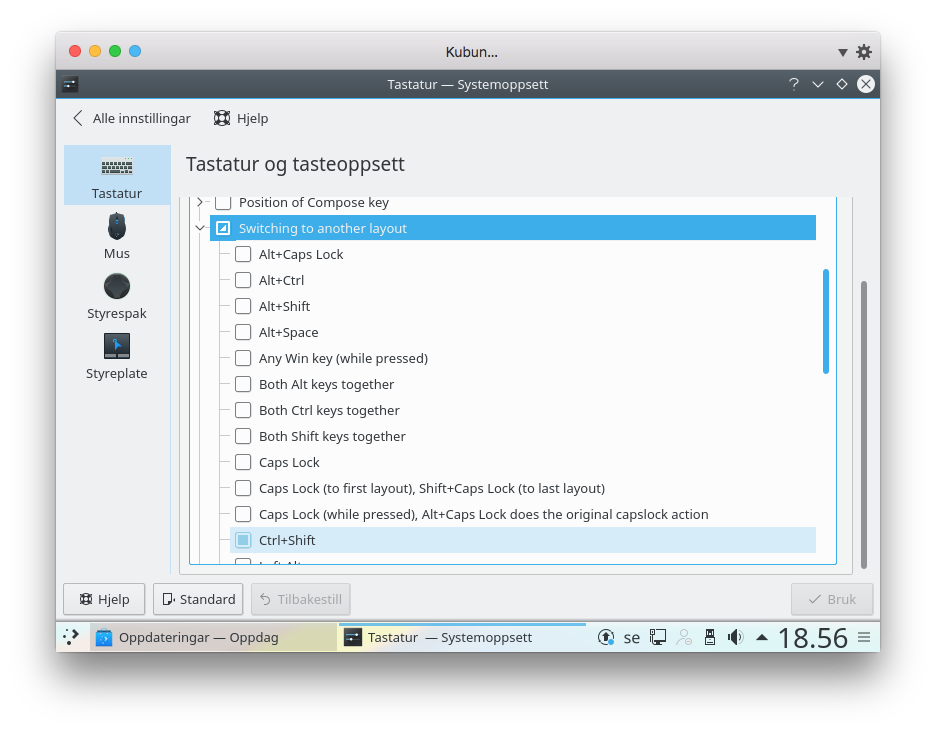 Kubun...
Tastatur — Systemoppsett
Alle innstillingar
Hjelp
Tastatur
Mus
Styrespak
Styreplate
Tastatur og tasteoppsett
Position of Compose key
Switching to another layout
Alt+Caps Lock
Alt+Ctrl
Alt+Shift
Alt+Space
Any Win key (while pressed)
Both Alt keys together
Both Ctrl keys together
Both Shift keys together
Caps Lock
Caps Lock (to first layout), Shift+Caps Lock (to last layout)
Caps Lock (while pressed), Alt+Caps Lock does the original capslock action
Ctrl+Shift
Left Alt
Hjelp
Standard
Tilbakestill
Bruk
Oppdateringar — Oppdag
Tastatur — Systemoppsett
se
18.56